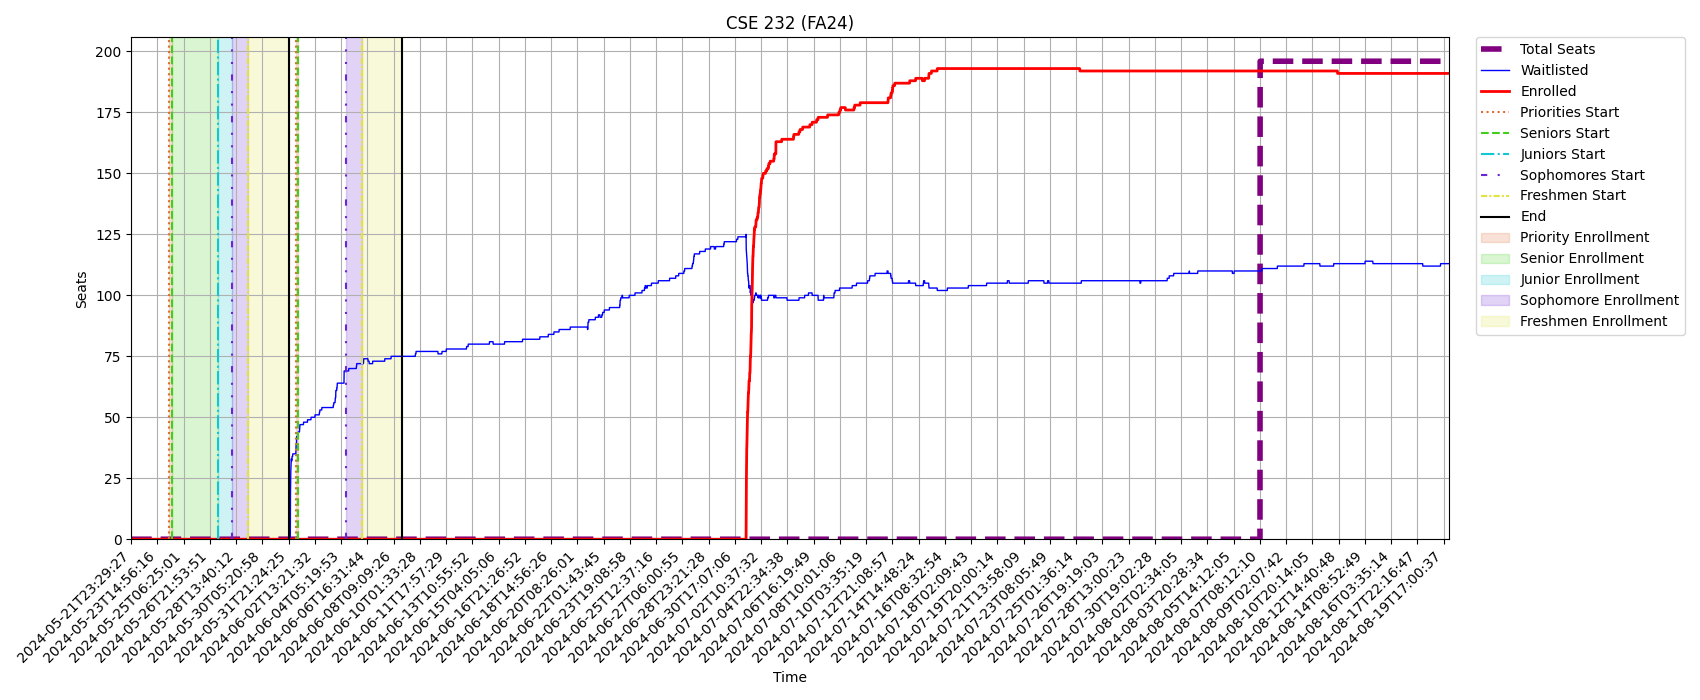 CSE 232 (FA24)
Seats
200
175
150
125
100
75
50
25
0
2024-05-21T23:29:27
2024-05-23T14:56:16
2024-05-25T06:25:01
2024-05-26T21:53:51
2024-05-28T13:40:12
2024-05-30T05:20:58
2024-05-31T21:24:25
2024-06-02T13:21:32
2024-06-04T05:19:53
2024-06-06T16:31:44
2024-06-08T09:09:26
2024-06-10T01:33:28
2024-06-11T17:57:29
2024-06-13T10:55:52
2024-06-15T04:05:06
2024-06-16T21:26:52
2024-06-18T14:56:26
2024-06-20T08:26:01
2024-06-22T01:43:45
2024-06-23T19:08:58
2024-06-25T12:37:16
2024-06-27T06:00:55
2024-06-28T23:21:28
2024-06-30T17:07:06
2024-07-02T10:37:32
2024-07-04T22:34:38
2024-07-06T16:19:49
2024-07-08T10:01:06
2024-07-12T03:35:19
2024-07-12T21:08:57
2024-07-14T14:48:24
2024-07-16T08:32:54
2024-07-18T02:09:43
2024-07-19T20:00:14
2024-07-21T13:58:09
2024-07-23T08:05:49
2024-07-25T01:36:14
2024-07-26T19:19:03
2024-07-28T13:00:23
2024-07-30T19:02:28
2024-08-02T02:34:05
2024-08-03T20:28:34
2024-08-05T14:12:05
2024-08-07T08:12:10
2024-08-09T02:07:42
2024-08-10T20:14:05
2024-08-12T14:40:48
2024-08-14T08:52:49
2024-08-16T03:35:14
2024-08-17T22:16:47
2024-08-19T17:00:37
Time
Total Seats
Waitlisted
Enrolled
Priorities Start
Seniors Start
Juniors Start
Sophomores Start
Freshmen Start
End
Priority Enrollment
Senior Enrollment
Junior Enrollment
Sophomore Enrollment
Freshmen Enrollment